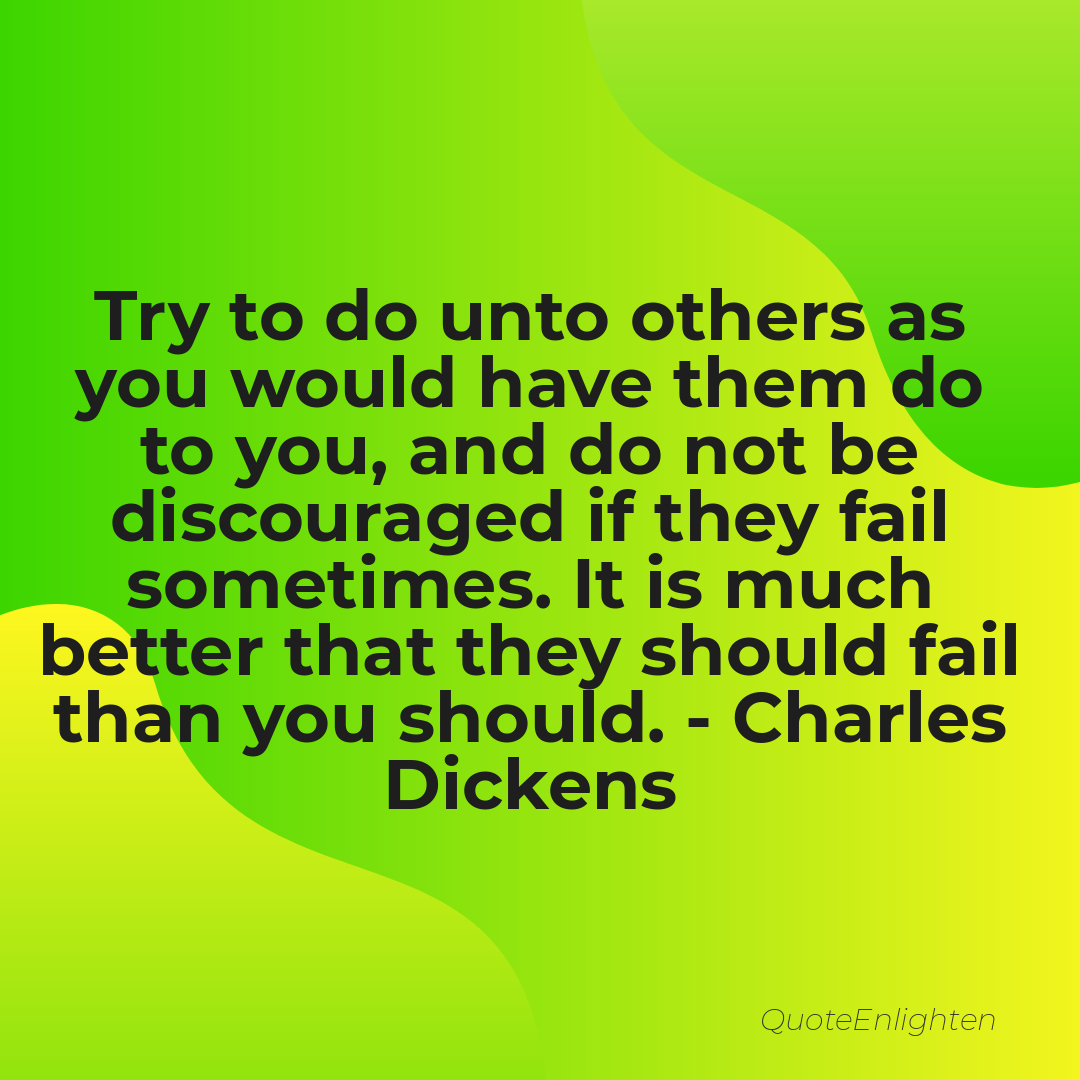 Try to do unto others as
you would have them do
to you, and do not be
discouraged if they fail
sometimes. It is much
better that they should fail
than you should. - Charles
Dickens
QuoteEnlighten